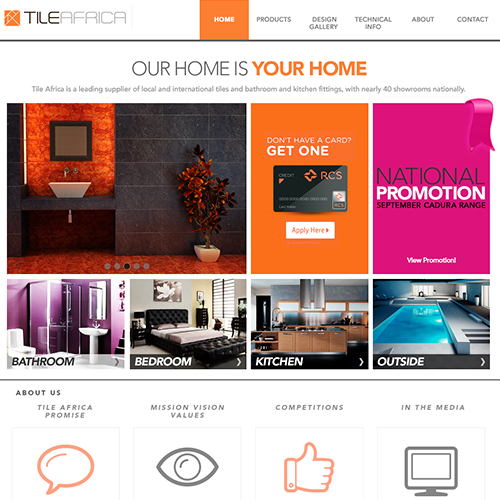 TILEAFRICA
HOME
PRODUCTS
DESIGN
GALLERY
TECHNICAL
INFO
ABOUT
CONTACT
OUR HOME IS YOUR HOME
Tile Africa is a leading supplier of local and international tiles and bathroom and kitchen fittings, with nearly 40 showrooms nationally.
DON'T HAVE A CARD?
GET ONE
CREDIT
RCS
RCS
Apply Here
NATIONAL
PROMOTION
SEPTEMBER CADURA RANGE
View Promotion!
BATHROOM
BEDROOM
KITCHEN
OUTSIDE
ABOUT US
TILE AFRICA
PROMISE
MISSION VISION
VALUES
COMPETITIONS
IN THE MEDIA